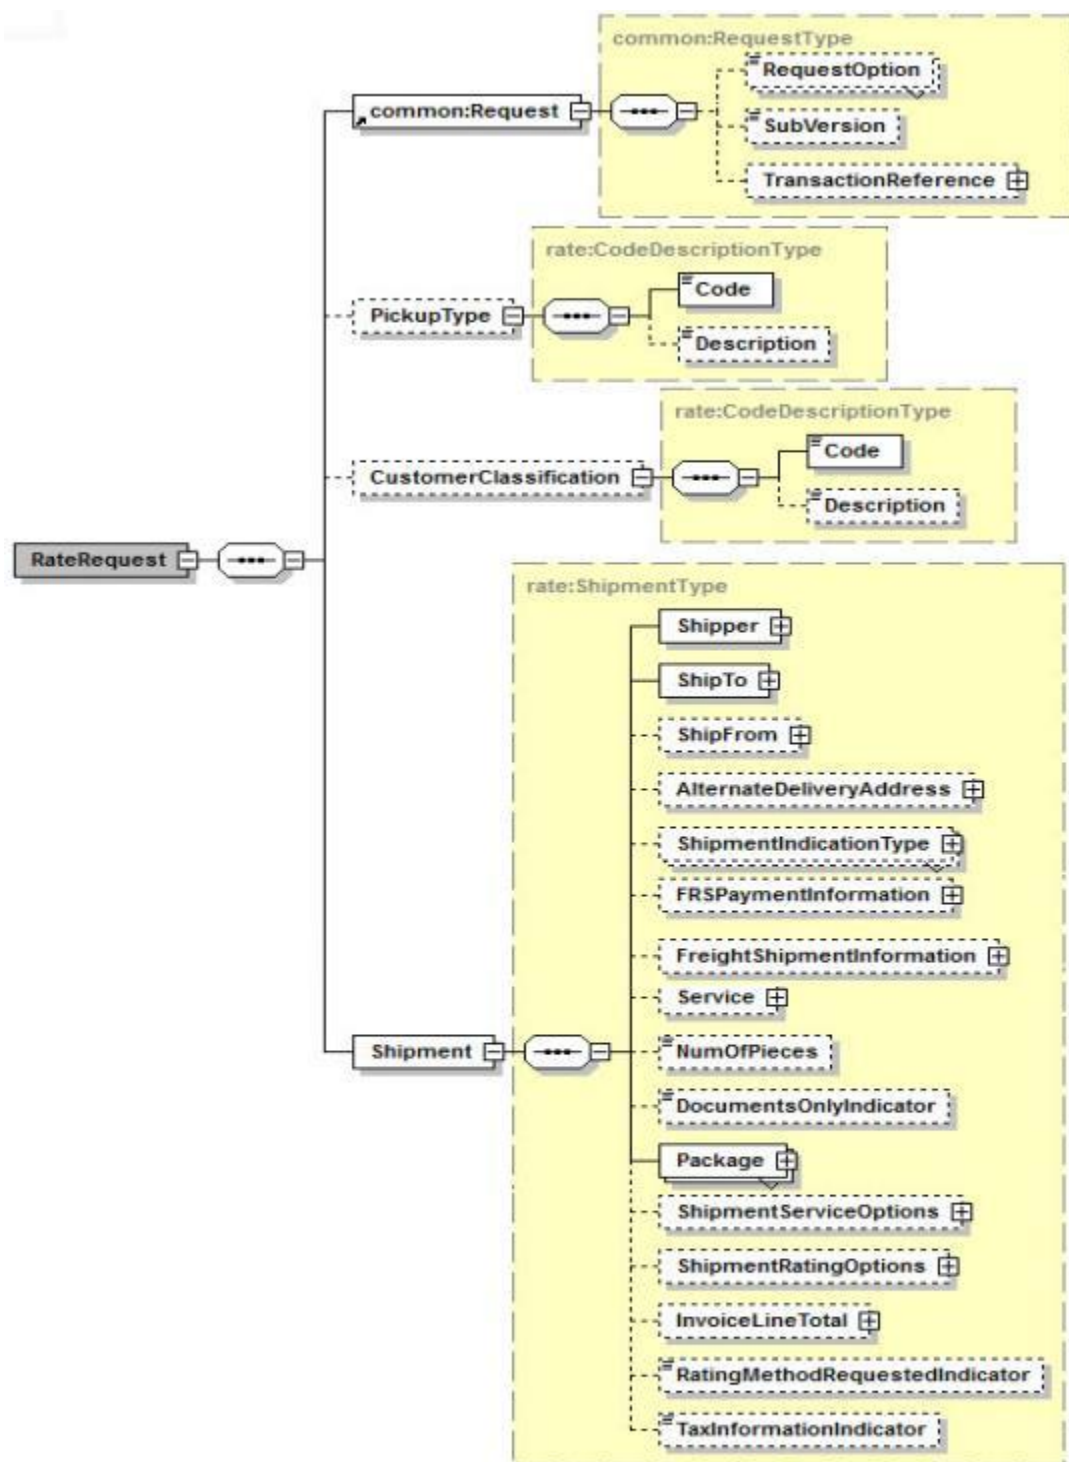 common:RequestType
RequestOption
common:Request
SubVersion
TransactionReference
rate:CodeDescriptionType
Code
PickupType
Description
rate:CodeDescriptionType
Code
CustomerClassification
Description
RateRequest
rate:ShipmentType
Shipper
ShipTo
ShipFrom
AlternateDeliveryAddress
ShipmentIndicationType
FRSPaymentInformation
FreightShipmentInformation
Service
Shipment
NumOfPieces
DocumentsOnlyIndicator
Package
ShipmentServiceOptions
ShipmentRatingOptions
InvoiceLineTotal
RatingMethodRequestedIndicator
TaxInformationIndicator